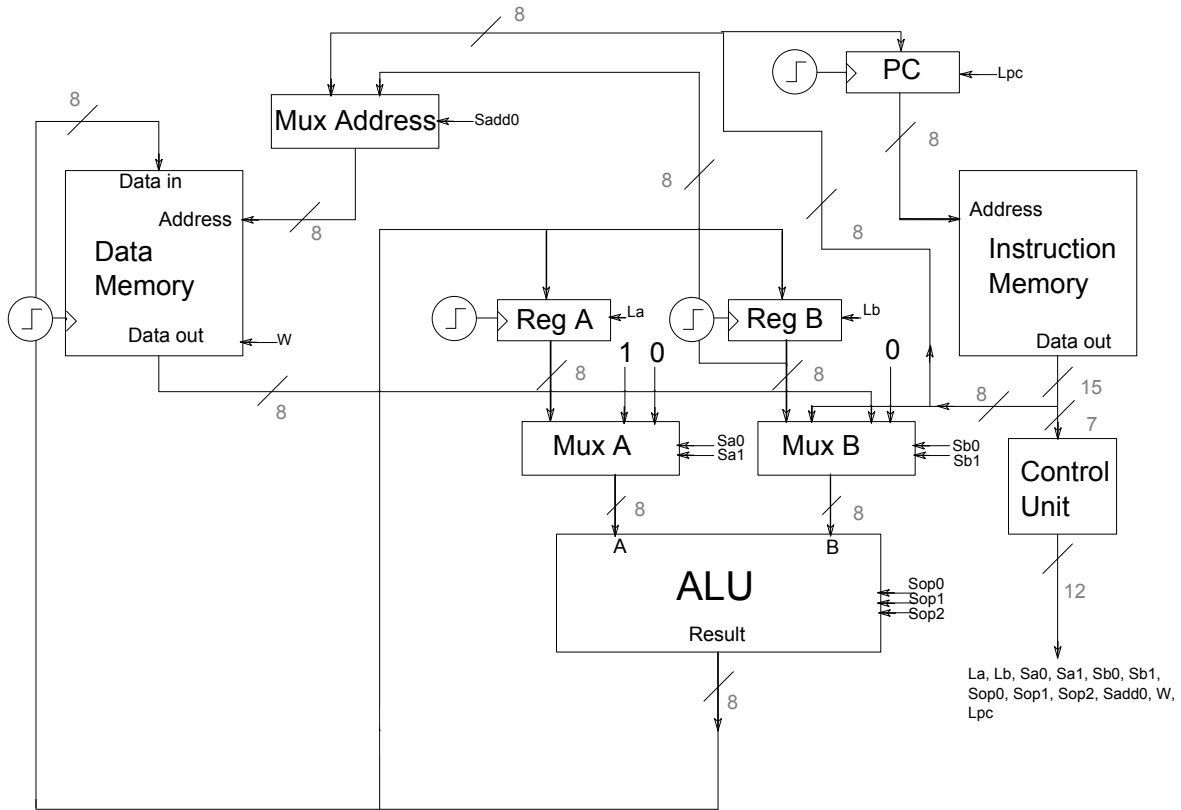 8
PC
Lpc
8
Mux Address
Sadd0
8
8
8
Data in
Address
8
8
Address
Data
Memory
Instruction
Memory
Data out
W
Reg A
La
Reg B
Lb
Data out
1 0
0
8
8
8
8
15
7
Mux A
Sa0
Sa1
Mux B
Sb0
Sb1
Control
Unit
8
8
A
B
ALU
Sop0
Sop1
Sop2
12
Result
8
La, Lb, Sa0, Sa1, Sb0, Sb1,
Sop0, Sop1, Sop2, Sadd0, W,
Lpc